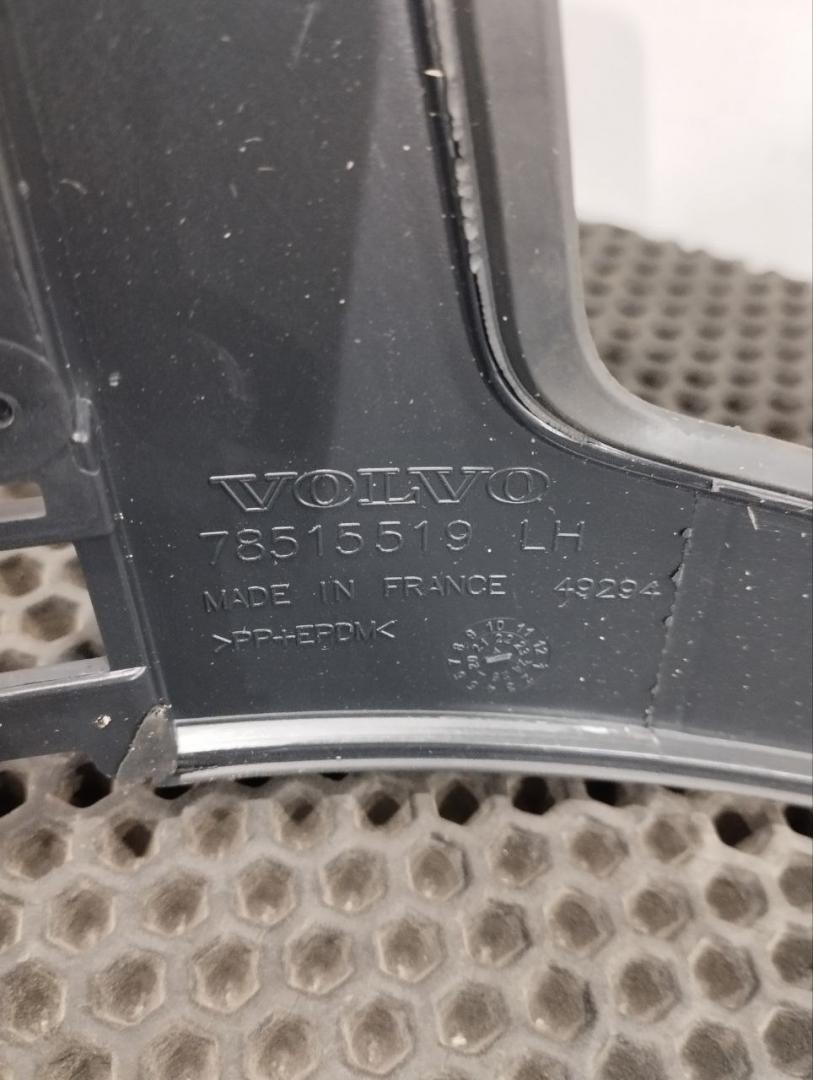 VOLVO
78515519 LH
MADE IN FRANCE 49294
>PP+EPDM<